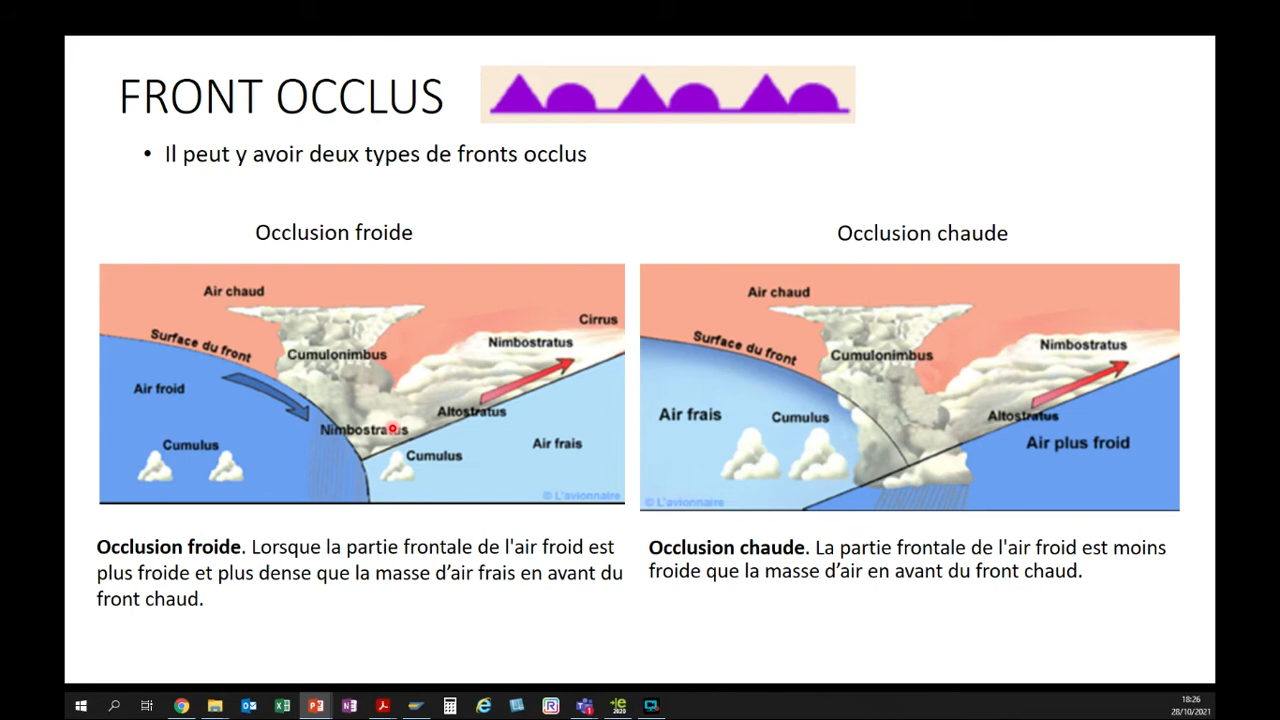 FRONT OCCLUS
• Il peut y avoir deux types de fronts occlus
Occlusion froide
Air chaud
Cirrus
Surface du front
Nimbostratus
Cumulonimbus
Air froid
Altostratus
Nimbostratus
Cumulus
Air frais
Cumulus
© L'avionnaire
Occlusion froide. Lorsque la partie frontale de l'air froid est
plus froide et plus dense que la masse d’air frais en avant du
front chaud.
Occlusion chaude
Air chaud
Surface du front
Nimbostratus
Cumulonimbus
Air frais
Cumulus
Altostratus
Air plus froid
© L'avionnaire
Occlusion chaude. La partie frontale de l'air froid est moins
froide que la masse d’air en avant du front chaud.
18:26
28/10/2021